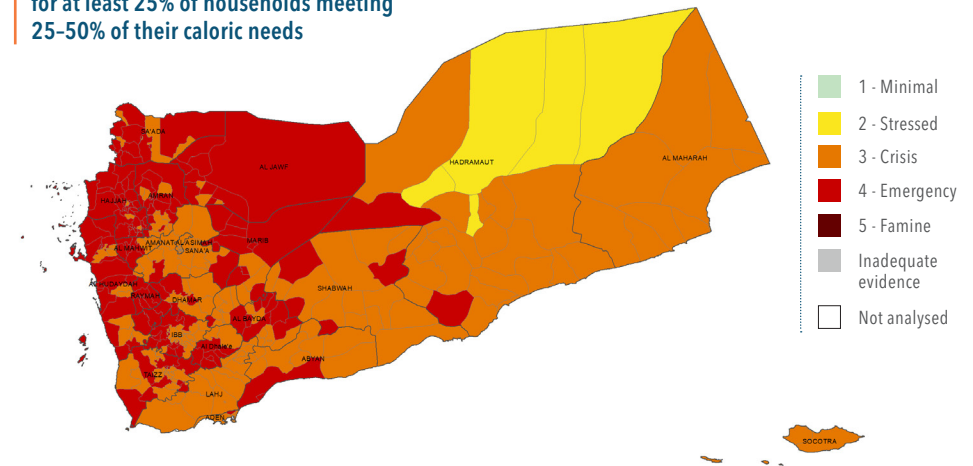 for at least 25% of households meeting
25–50% of their caloric needs
1 - Minimal
2 - Stressed
3 - Crisis
4 - Emergency
5 - Famine
Inadequate
evidence
Not analysed
SA'ADA
AL JAWF
HADRAMAUT
AL MAHARAH
HAJJAH
AMRAN
AL MAHWIT
AMANAT AL ASIMAH
SANA'A
MARIB
AL HUDAYDAH
RAYMAH
DHAMAR
SHABWAH
AL BAYDA
IBB
AL DHALE'E
TAIZZ
ABYAN
LAHJ
ADEN
SOCOTRA